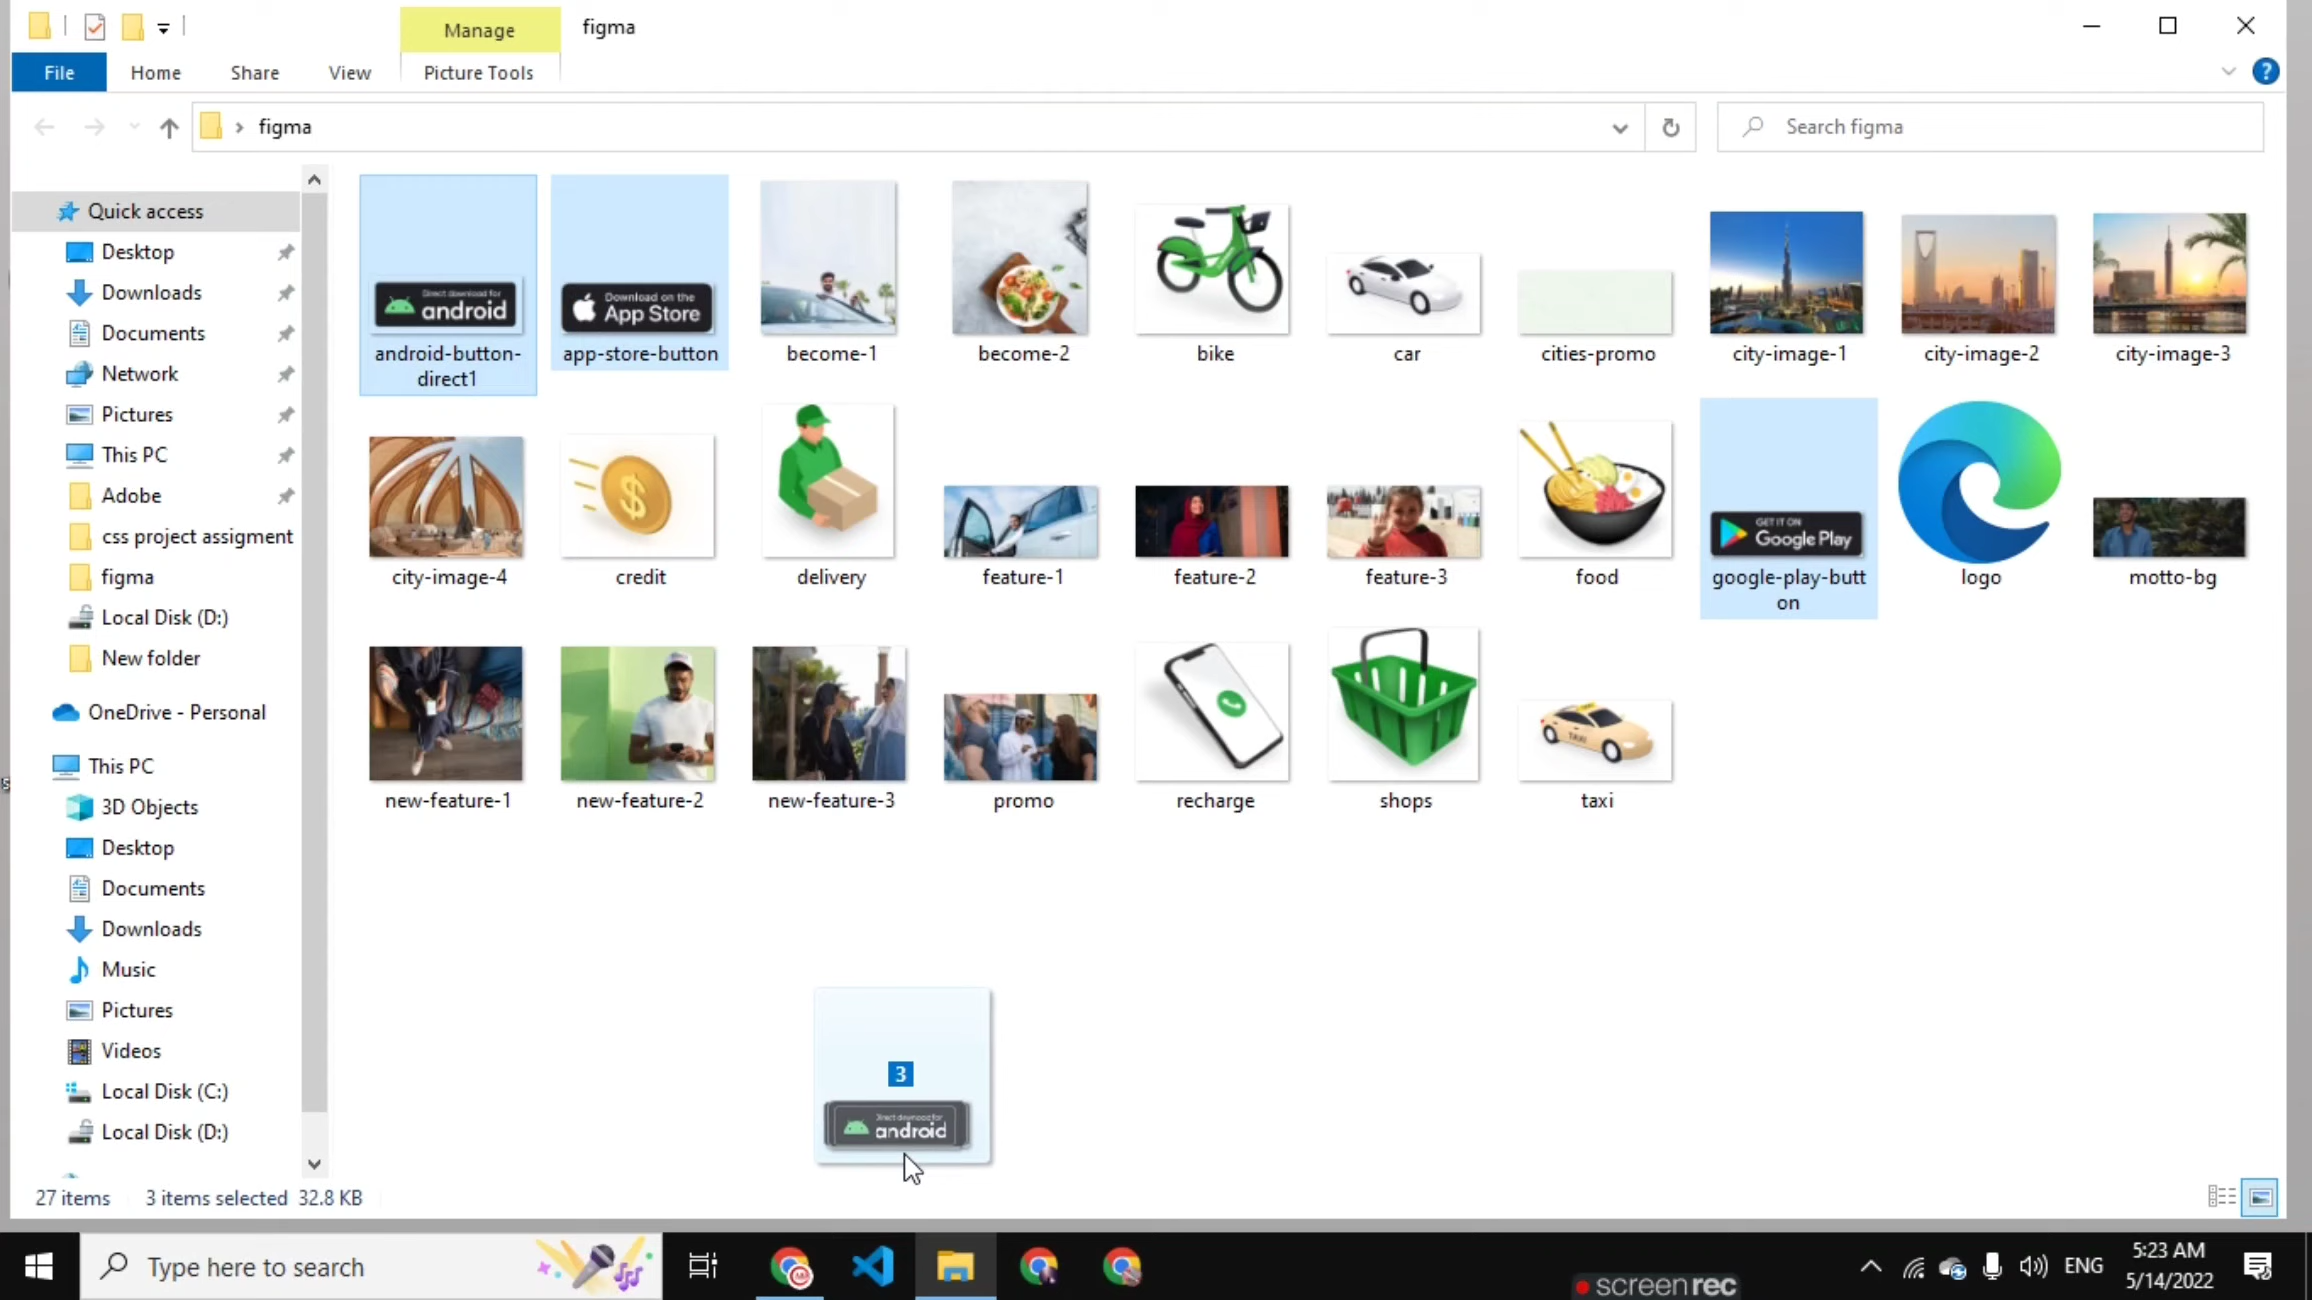 Manage
figma
File
Home
Share
View
Picture Tools
figma
Search figma
Quick access
Desktop
Downloads
Documents
Network
Pictures
This PC
Adobe
css project assigment
figma
Local Disk (D:)
New folder
OneDrive - Personal
This PC
3D Objects
Desktop
Documents
Downloads
Music
Pictures
Videos
Local Disk (C:)
Local Disk (D:)
Direct download for
android
Download on the
App Store
android-button-
direct1
app-store-button
become-1
become-2
bike
car
cities-promo
city-image-1
city-image-2
city-image-3
GET IT ON
Google Play
city-image-4
credit
delivery
feature-1
feature-2
feature-3
food
google-play-butt
on
logo
motto-bg
TAXI
new-feature-1
new-feature-2
new-feature-3
promo
recharge
shops
taxi
3
Direct download for
android
27 items
3 items selected 32.8 KB
Type here to search
ENG
5:23 AM
5/14/2022
screenrec